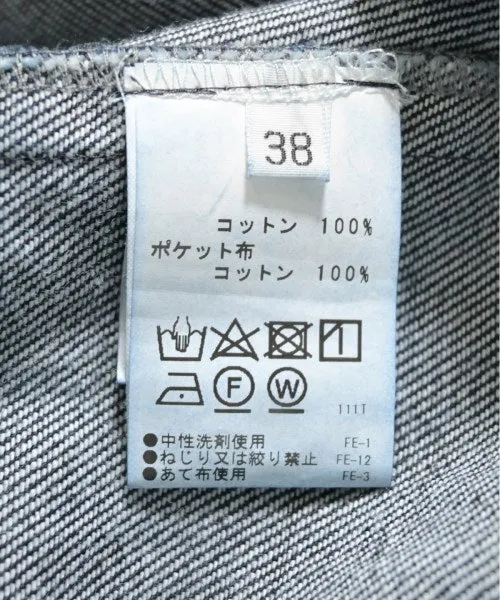 38
コットン 100%
ポケット布
コットン 100%
F W
111T
●中性洗剤使用 FE-1
●ねじり又は絞り禁止 FE-12
●あて布使用 FE-3